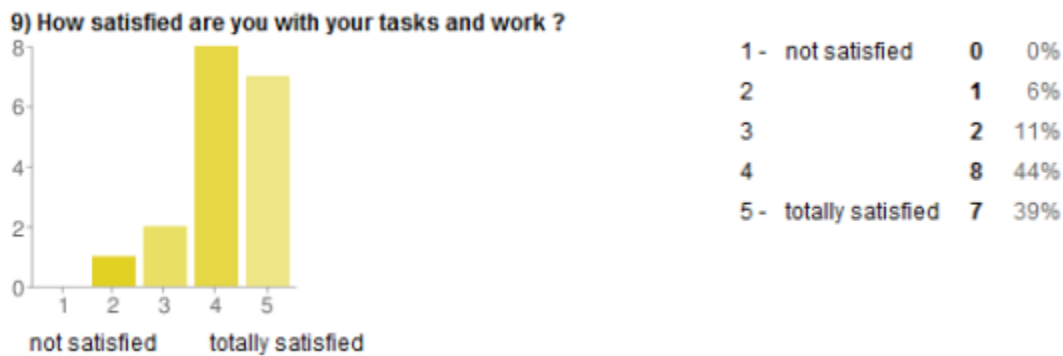 9) How satisfied are you with your tasks and work ?
8
6
4
2
0
1 2 3 4 5
not satisfied totally satisfied
1 - not satisfied 0 0%
2 1 6%
3 2 11%
4 8 44%
5 - totally satisfied 7 39%